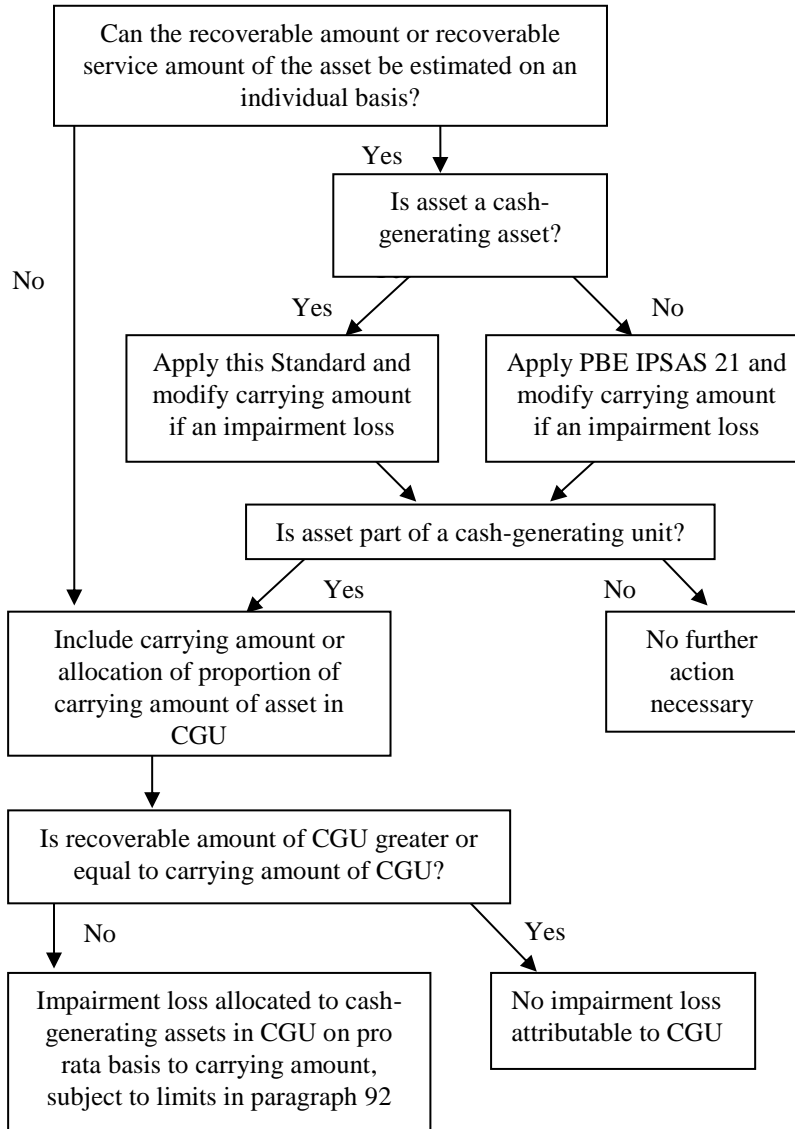 Can the recoverable amount or recoverable
service amount of the asset be estimated on an
individual basis?
Yes
Is asset a cash-
generating asset?
No
Yes
No
Apply this Standard and
modify carrying amount
if an impairment loss
Apply PBE IPSAS 21 and
modify carrying amount
if an impairment loss
Is asset part of a cash-generating unit?
Yes
No
Include carrying amount or
allocation of proportion of
carrying amount of asset in
CGU
No further
action
necessary
Is recoverable amount of CGU greater or
equal to carrying amount of CGU?
No
Yes
Impairment loss allocated to cash-
generating assets in CGU on pro
rata basis to carrying amount,
subject to limits in paragraph 92
No impairment loss
attributable to CGU